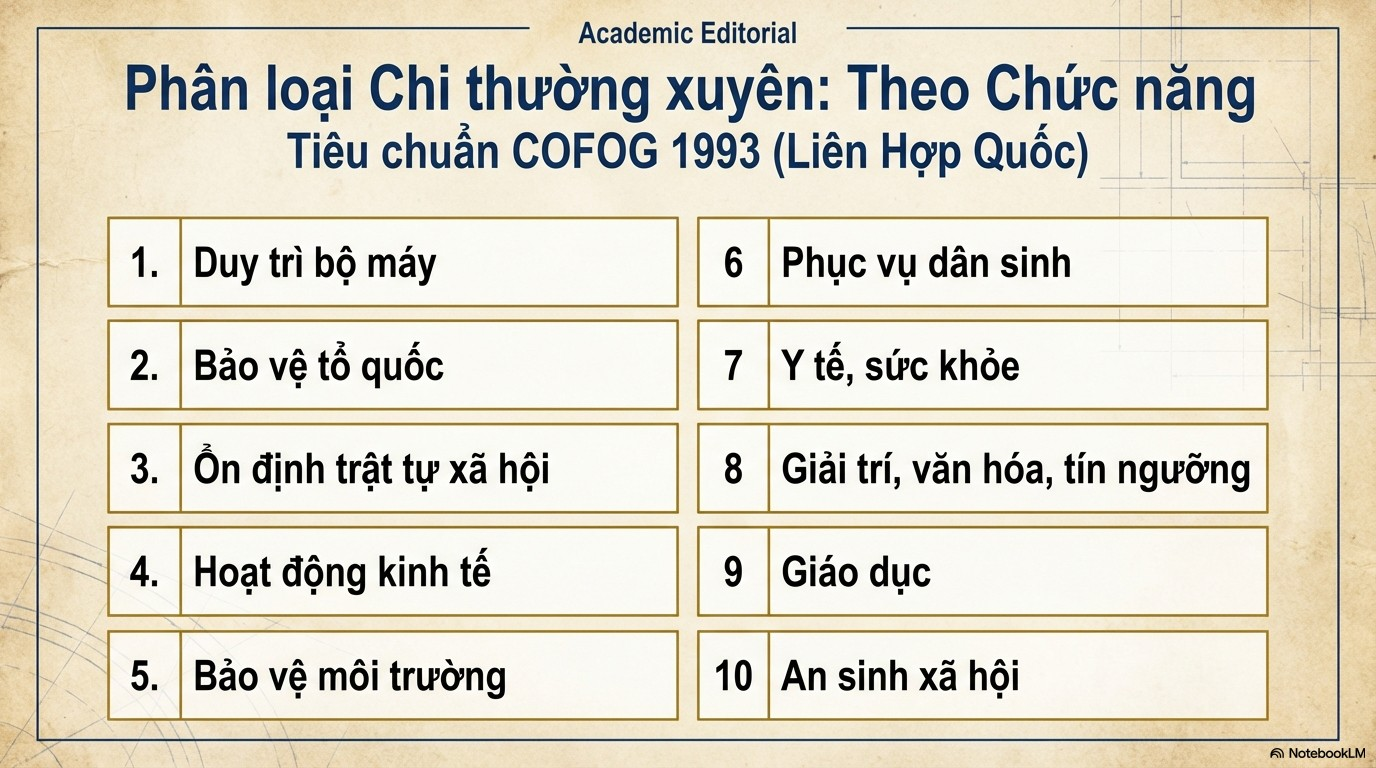 Academic Editorial
Phân loại Chi thường xuyên: Theo Chức năng
Tiêu chuẩn COFOG 1993 (Liên Hợp Quốc)
1. Duy trì bộ máy
2. Bảo vệ tổ quốc
3. Ổn định trật tự xã hội
4. Hoạt động kinh tế
5. Bảo vệ môi trường
6 Phục vụ dân sinh
7 Y tế, sức khỏe
8 Giải trí, văn hóa, tín ngưỡng
9 Giáo dục
10 An sinh xã hội
NotebookLM